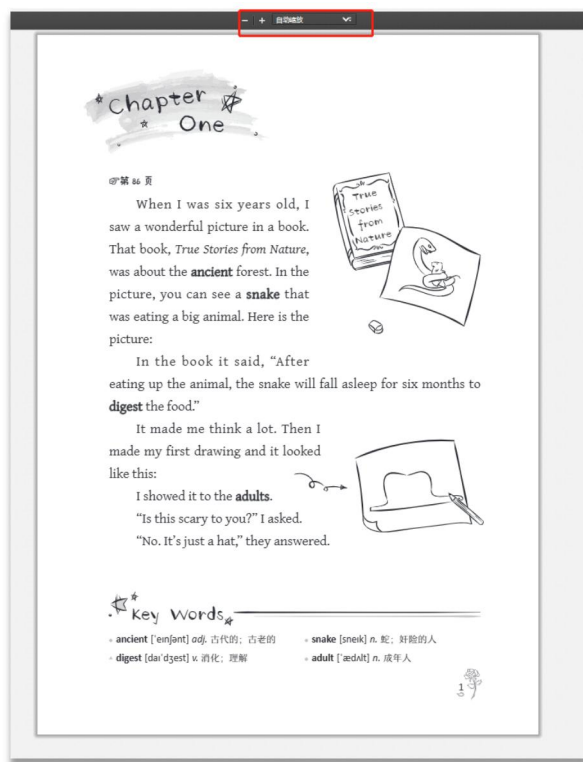 − + 自动缩放
Chapter
One
第 86 页
When I was six years old, I
saw a wonderful picture in a book.
That book, True Stories from Nature,
was about the ancient forest. In the
picture, you can see a snake that
was eating a big animal. Here is the
picture:
True
Stories
from
Nature
In the book it said, “After
eating up the animal, the snake will fall asleep for six months to
digest the food.”
It made me think a lot. Then I
made my first drawing and it looked
like this:
I showed it to the adults.
“Is this scary to you?” I asked.
“No. It’s just a hat,” they answered.
Key Words
ancient ['eɪnʃənt] adj. 古代的；古老的
snake [sneɪk] n. 蛇；奸险的人
digest [daɪ'dʒest] v. 消化；理解
adult ['ædʌlt] n. 成年人
1